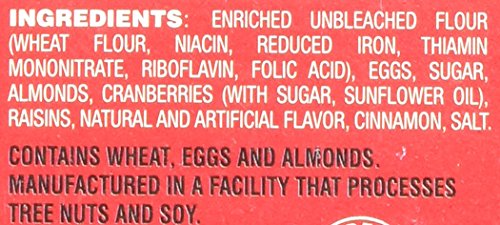 INGREDIENTS: ENRICHED UNBLEACHED FLOUR
(WHEAT FLOUR, NIACIN, REDUCED IRON, THIAMIN
MONONITRATE, RIBOFLAVIN, FOLIC ACID), EGGS, SUGAR,
ALMONDS, CRANBERRIES (WITH SUGAR, SUNFLOWER OIL),
RAISINS, NATURAL AND ARTIFICIAL FLAVOR, CINNAMON, SALT.
CONTAINS WHEAT, EGGS AND ALMONDS.
MANUFACTURED IN A FACILITY THAT PROCESSES
TREE NUTS AND SOY.